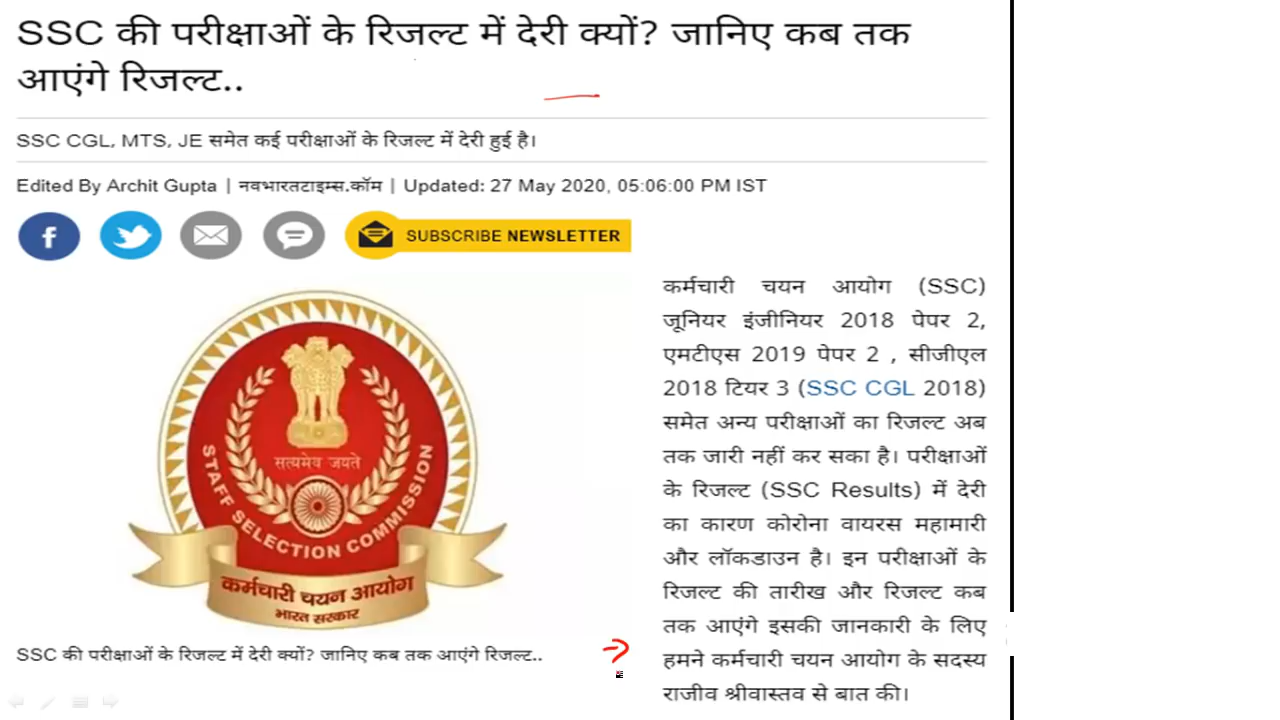 SSC की परीक्षाओं के रिजल्ट में देरी क्यों? जानिए कब तक
आएंगे रिजल्ट..
SSC CGL, MTS, JE समेत कई परीक्षाओं के रिजल्ट में देरी हुई है।
Edited By Archit Gupta | नवभारतटाइम्स.कॉम | Updated: 27 May 2020, 05:06:00 PM IST
SUBSCRIBE NEWSLETTER
सत्यमेव जयते
STAFF SELECTION COMMISSION
कर्मचारी चयन आयोग
भारत सरकार
SSC की परीक्षाओं के रिजल्ट में देरी क्यों? जानिए कब तक आएंगे रिजल्ट..
कर्मचारी चयन आयोग (SSC)
जूनियर इंजीनियर 2018 पेपर 2,
एमटीएस 2019 पेपर 2 , सीजीएल
2018 टियर 3 (SSC CGL 2018)
समेत अन्य परीक्षाओं का रिजल्ट अब
तक जारी नहीं कर सका है। परीक्षाओं
के रिजल्ट (SSC Results) में देरी
का कारण कोरोना वायरस महामारी
और लॉकडाउन है। इन परीक्षाओं के
रिजल्ट की तारीख और रिजल्ट कब
तक आएंगे इसकी जानकारी के लिए
हमने कर्मचारी चयन आयोग के सदस्य
राजीव श्रीवास्तव से बात की।